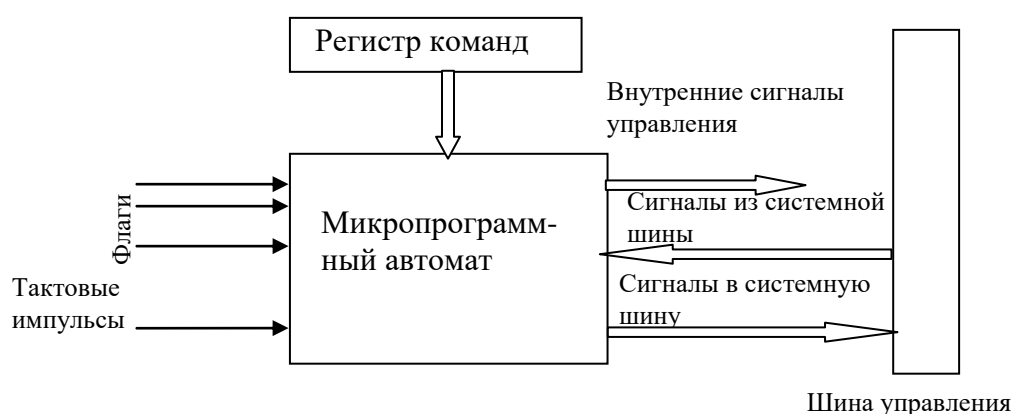 Регистр команд
Внутренние сигналы
управления
Флаги
Микропрограмм-
ный автомат
Сигналы из системной
шины
Тактовые
импульсы
Сигналы в системную
шину
Шина управления